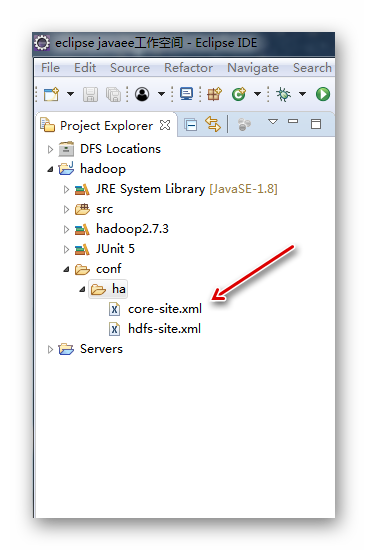 eclipse javaee工作空间 - Eclipse IDE
File Edit Source Refactor Navigate Search
Project Explorer
DFS Locations
hadoop
JRE System Library [JavaSE-1.8]
src
hadoop2.7.3
JUnit 5
conf
ha
core-site.xml
hdfs-site.xml
Servers